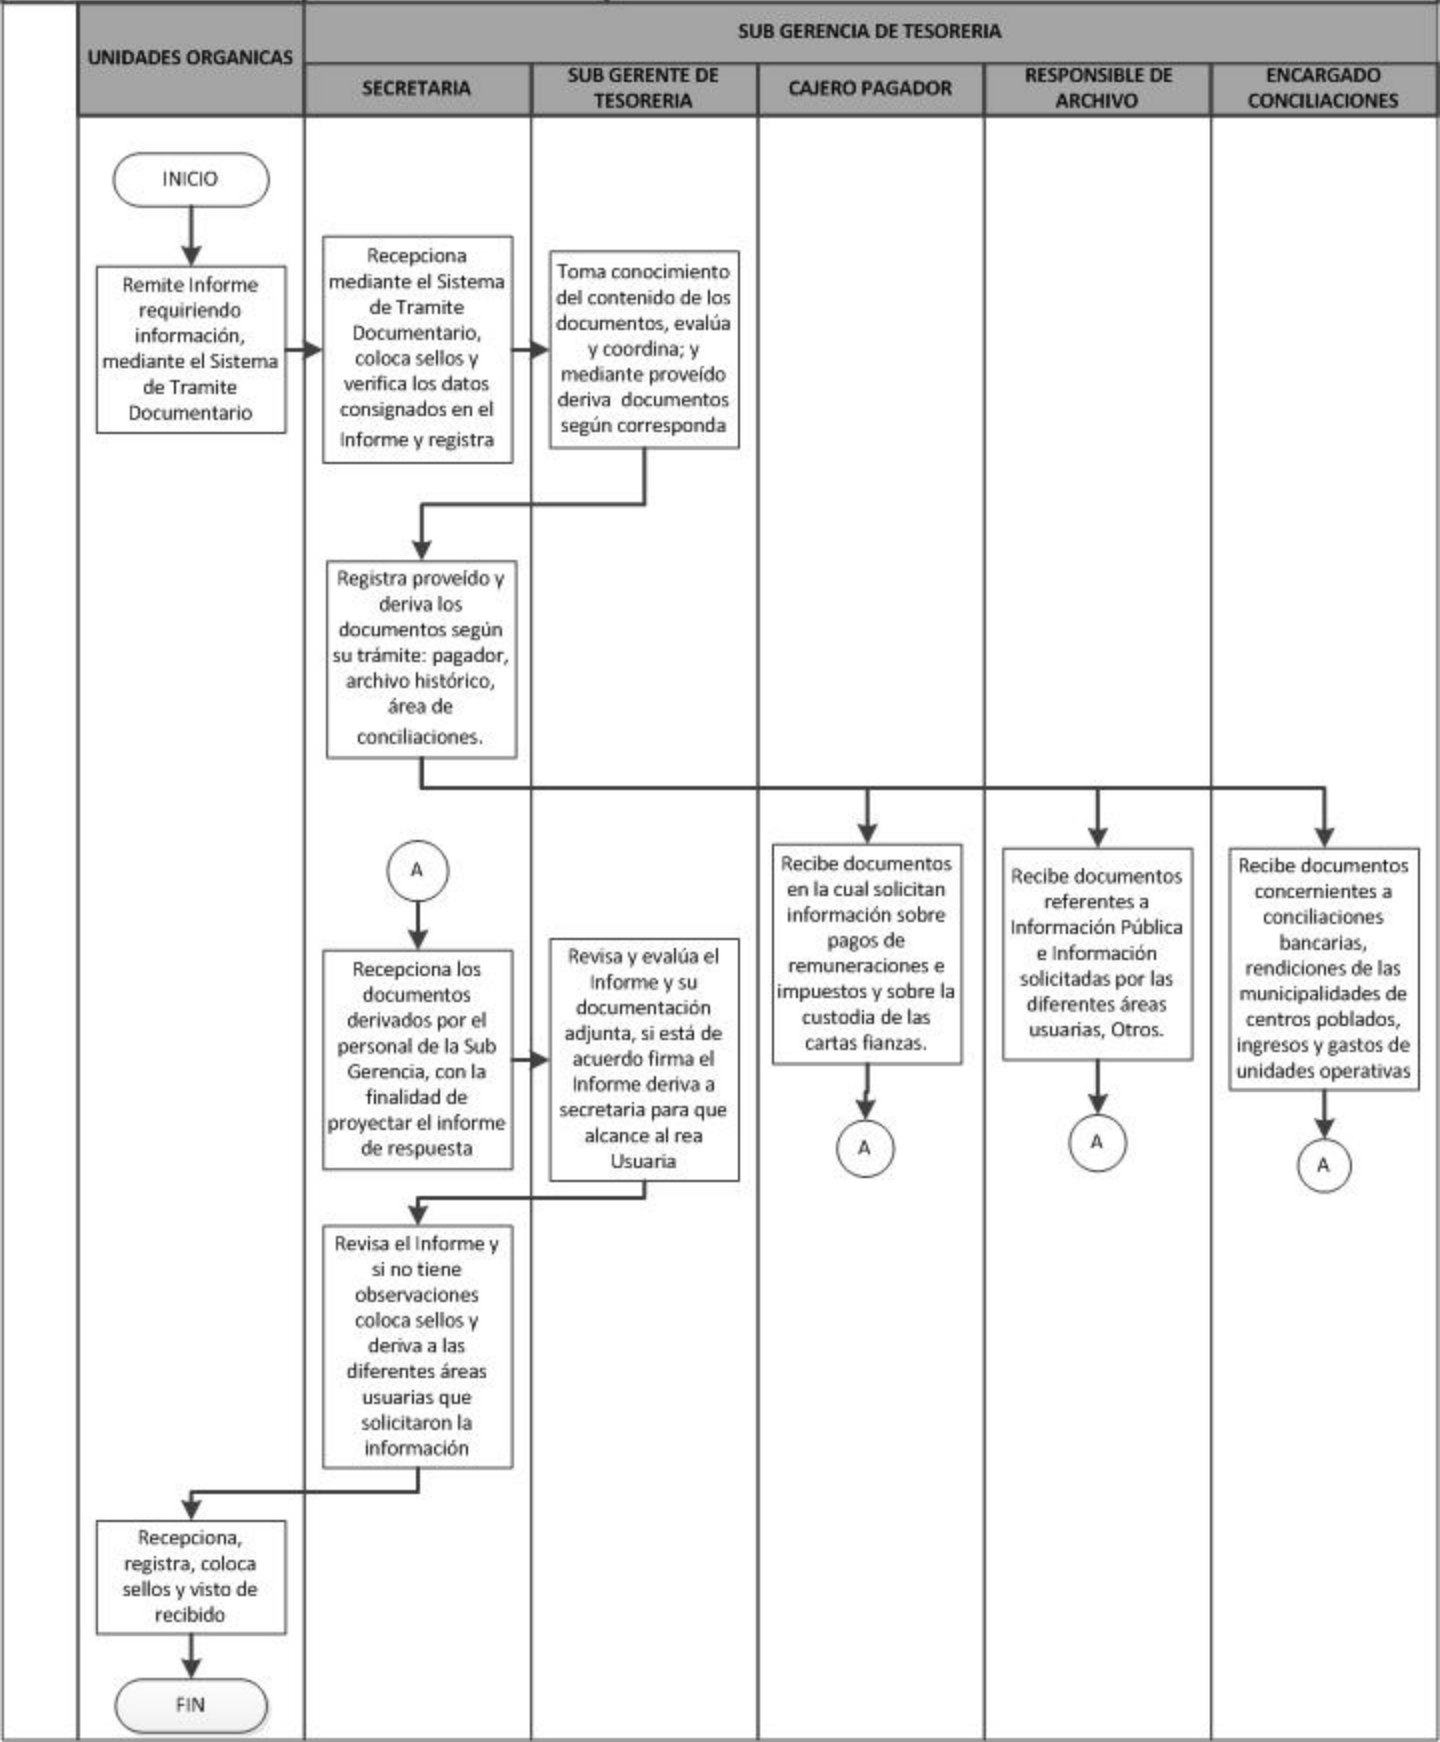 SUB GERENCIA DE TESORERIA
UNIDADES ORGANICAS
SECRETARIA
SUB GERENTE DE
TESORERIA
CAJERO PAGADOR
RESPONSIBLE DE
ARCHIVO
ENCARGADO
CONCILIACIONES
INICIO
Remite Informe
requiriendo
información,
mediante el Sistema
de Tramite
Documentario
Recepciona
mediante el Sistema
de Tramite
Documentario,
coloca sellos y
verifica los datos
consignados en el
Informe y registra
Toma conocimiento
del contenido de los
documentos, evalúa
y coordina; y
mediante proveído
deriva documentos
según corresponda
Registra proveído y
deriva los
documentos según
su trámite: pagador,
archivo histórico,
área de
conciliaciones.
Recibe documentos
en la cual solicitan
información sobre
pagos de
remuneraciones e
impuestos y sobre la
custodia de las
cartas fianzas.
A
Recibe documentos
referentes a
Información Pública
e Información
solicitadas por las
diferentes áreas
usuarias, Otros.
A
Recibe documentos
concernientes a
conciliaciones
bancarias,
rendiciones de las
municipalidades de
centros poblados,
ingresos y gastos de
unidades operativas
A
A
Recepciona los
documentos
derivados por el
personal de la Sub
Gerencia, con la
finalidad de
proyectar el informe
de respuesta
Revisa y evalúa el
Informe y su
documentación
adjunta, si está de
acuerdo firma el
Informe deriva a
secretaria para que
alcance al rea
Usuaria
Revisa el Informe y
si no tiene
observaciones
coloca sellos y
deriva a las
diferentes áreas
usuarias que
solicitaron la
información
Recepciona,
registra, coloca
sellos y visto de
recibido
FIN